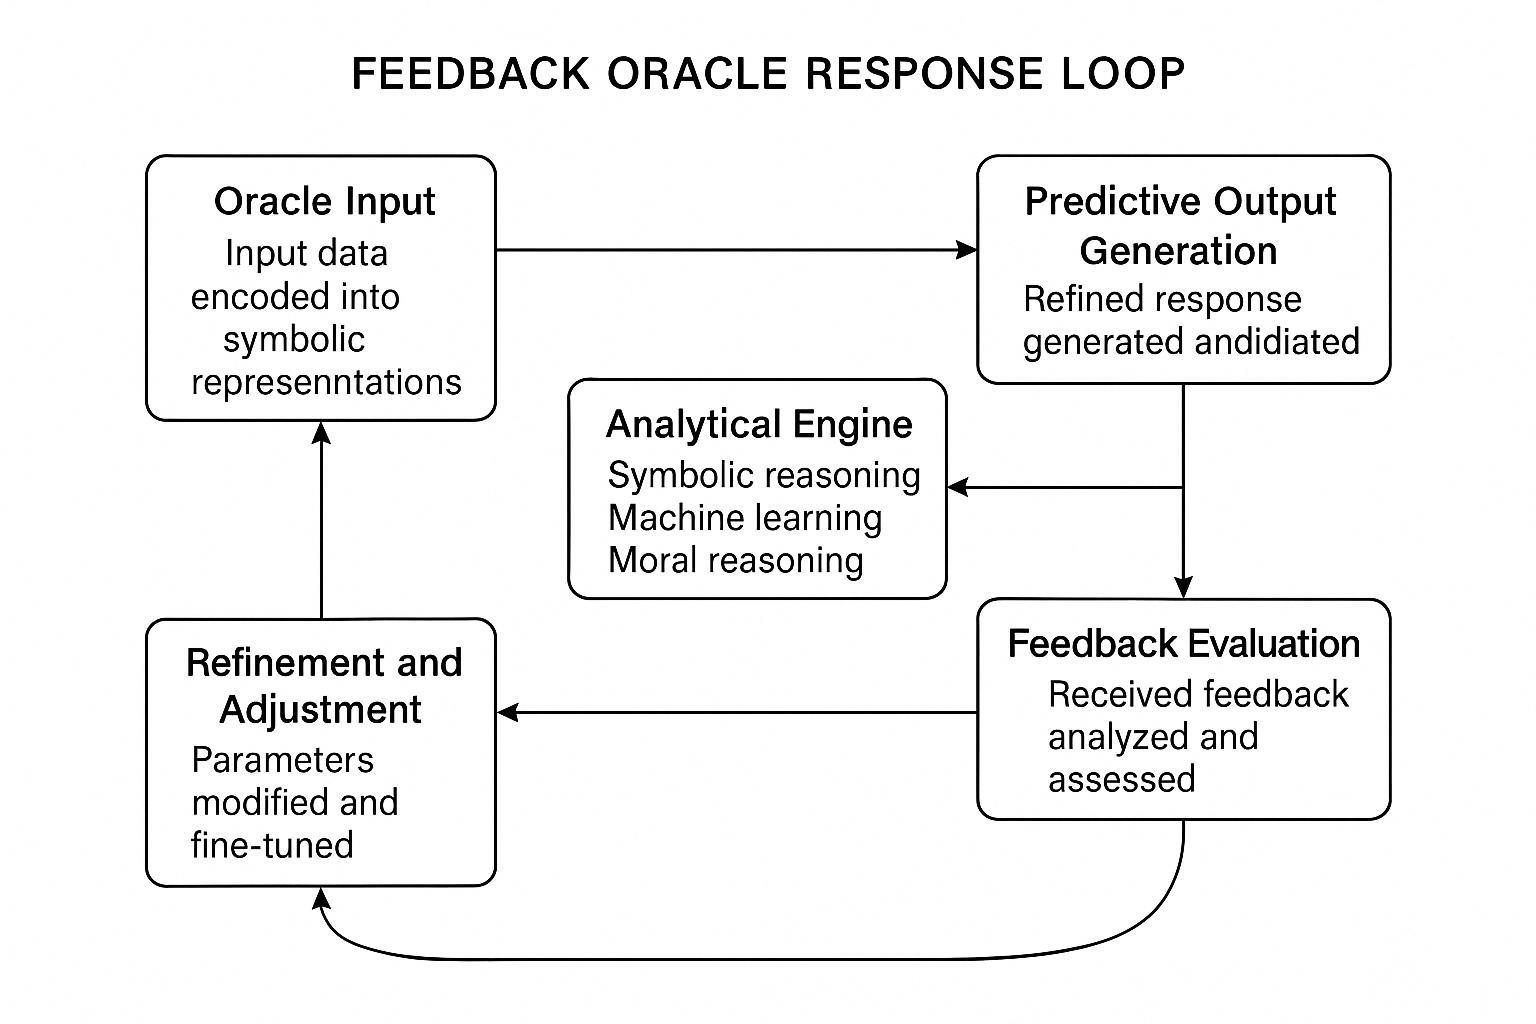 FEEDBACK ORACLE RESPONSE LOOP
Oracle Input
Input data
encoded into
symbolic
represenntations
Predictive Output
Generation
Refined response
generated andidiated
Analytical Engine
Symbolic reasoning
Machine learning
Moral reasoning
Refinement and
Adjustment
Parameters
modified and
fine-tuned
Feedback Evaluation
Received feedback
analyzed and
assessed